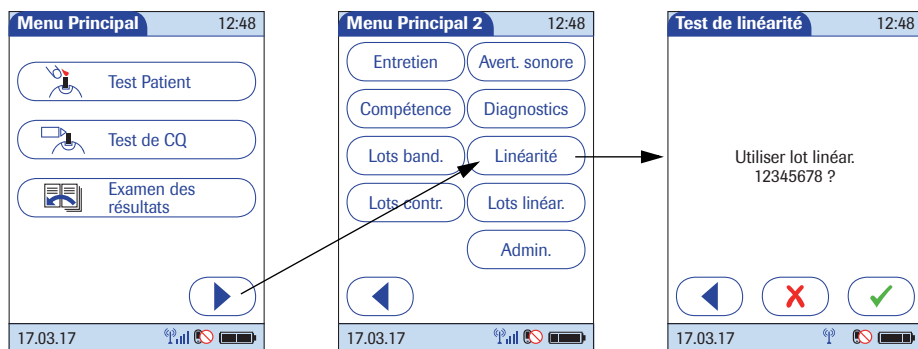 Menu Principal 12:48
Test Patient
Test de CQ
Examen des
résultats
17.03.17
Menu Principal 2 12:48
Entretien Avert. sonore
Compétence Diagnostics
Lots band. Linéarité
Lots contr. Lots linéar.
Admin.
17.03.17
Test de linéarité 12:48
Utiliser lot linéar.
12345678 ?
17.03.17